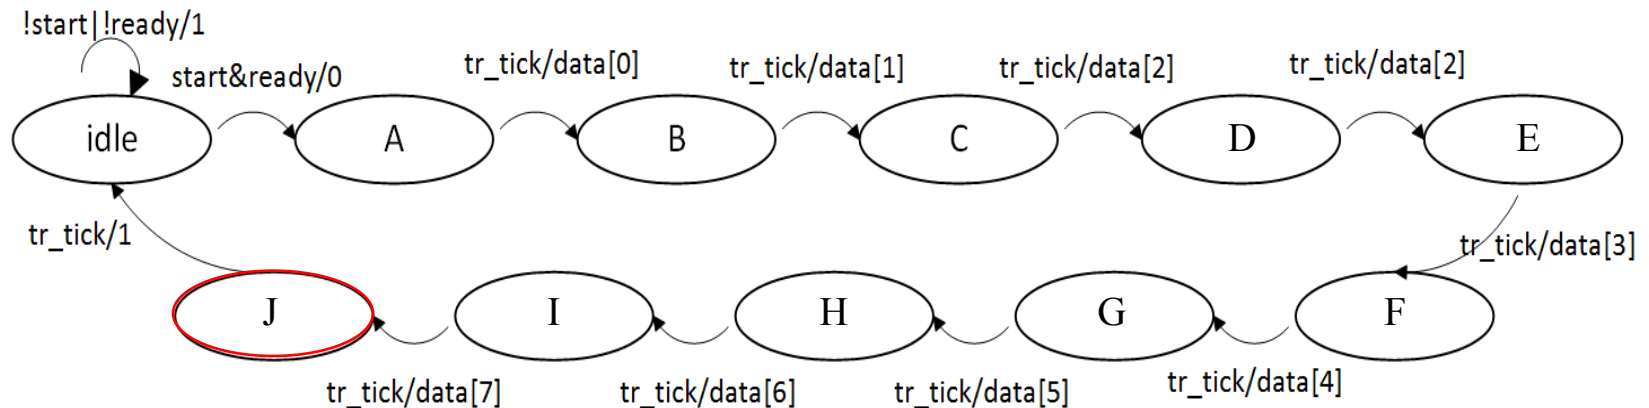 !start|!ready/1
start&ready/0
tr_tick/data[0]
tr_tick/data[1]
tr_tick/data[2]
tr_tick/data[2]
idle
A
B
C
D
E
tr_tick/1
tr_tick/data[3]
J
I
H
G
F
tr_tick/data[7]
tr_tick/data[6]
tr_tick/data[5]
tr_tick/data[4]